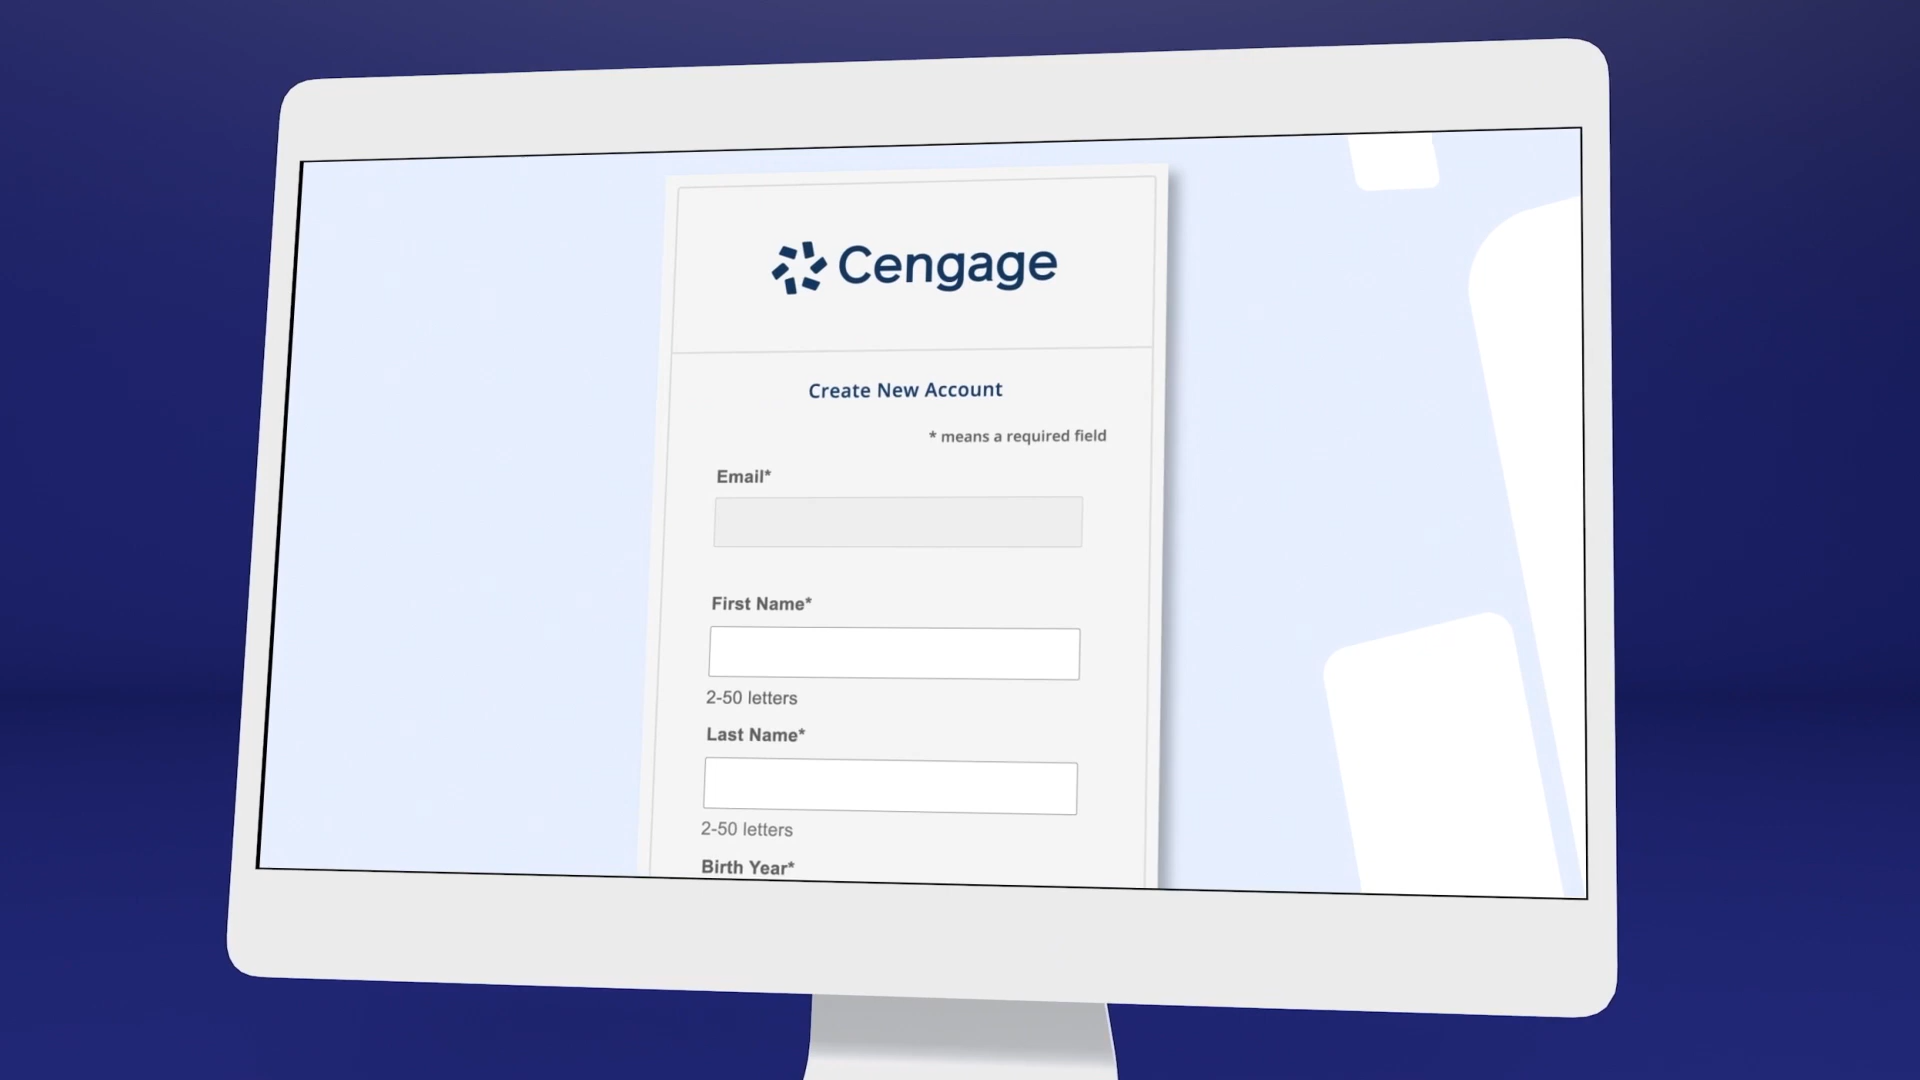 Cengage
Create New Account
* means a required field
Email*
First Name*
2-50 letters
Last Name*
2-50 letters
Birth Year*